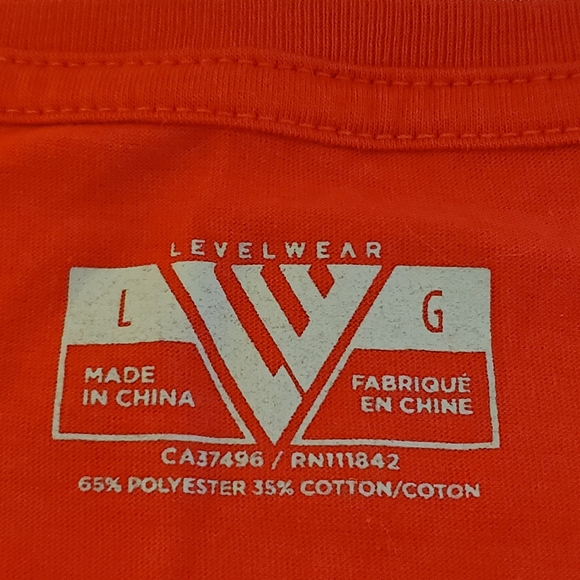 LEVELWEAR
L G
MADE
IN CHINA
FABRIQUÉ
EN CHINE
CA37496 / RN111842
65% POLYESTER 35% COTTON/COTON